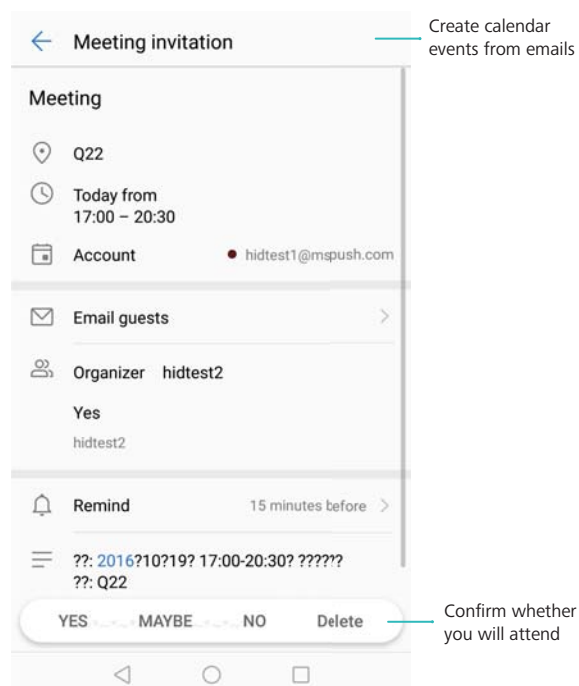 Meeting invitation
Create calendar
events from emails
Meeting
Q22
Today from
17:00 – 20:30
Account hidtest1@mspush.com
Email guests
Organizer hidtest2
Yes
hidtest2
Remind 15 minutes before
??: 2016?10?19? 17:00-20:30? ??????
??: Q22
YES MAYBE NO Delete
Confirm whether
you will attend